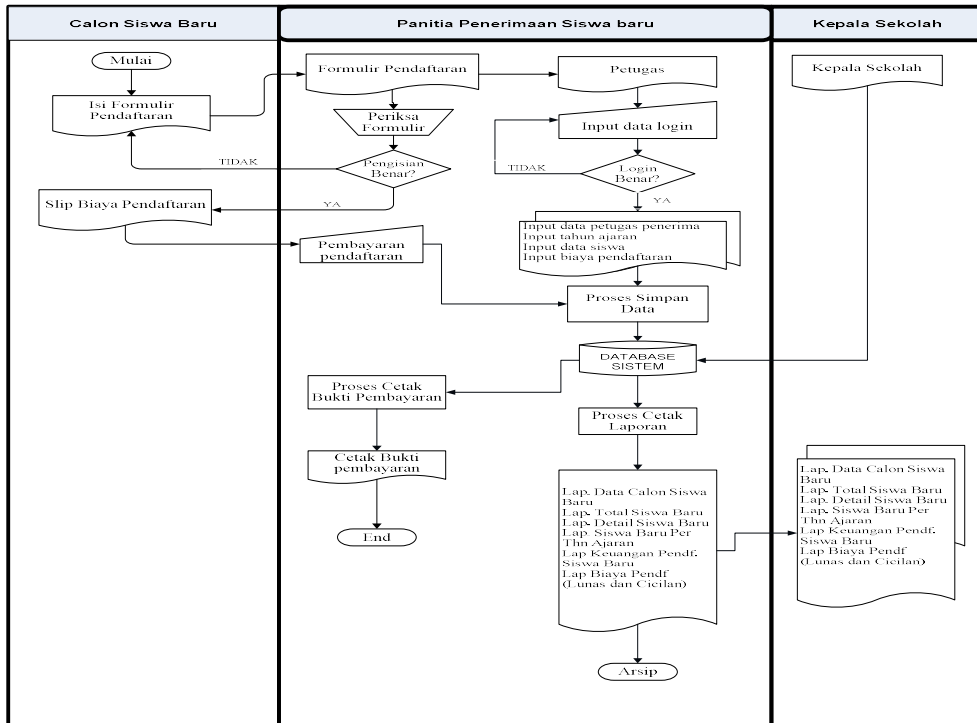 Calon Siswa Baru
Panitia Penerimaan Siswa baru
Kepala Sekolah
Mulai
Isi Formulir
Pendaftaran
Formulir Pendaftaran
Petugas
Kepala Sekolah
Periksa
Formulir
Input data login
TIDAK
Pengisian
Benar?
TIDAK
Login
Benar?
YA
YA
Slip Biaya Pendaftaran
Input data petugas penerima
Input tahun ajaran
Input data siswa
Input biaya pendaftaran
Pembayaran
pendaftaran
Proses Simpan
Data
DATABASE
SISTEM
Proses Cetak
Bukti Pembayaran
Proses Cetak
Laporan
Cetak Bukti
pembayaran
End
Lap. Data Calon Siswa
Baru
Lap. Total Siswa Baru
Lap. Detail Siswa Baru
Lap. Siswa Baru Per
Thn Ajaran
Lap Keuangan Pendf.
Siswa Baru
Lap Biaya Pendf
(Lunas dan Cicilan)
Lap. Data Calon Siswa
Baru
Lap. Total Siswa Baru
Lap. Detail Siswa Baru
Lap. Siswa Baru Per
Thn Ajaran
Lap Keuangan Pendf.
Siswa Baru
Lap Biaya Pendf
(Lunas dan Cicilan)
Arsip